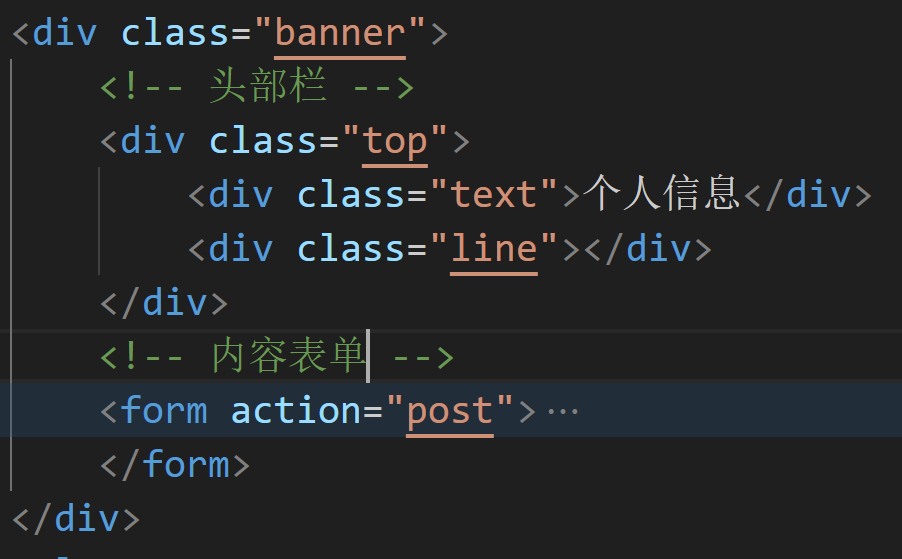 <div class="banner">
<!-- 头部栏 -->
<div class="top">
<div class="text">个人信息</div>
<div class="line"></div>
</div>
<!-- 内容表单 -->
<form action="post">···
</form>
</div>